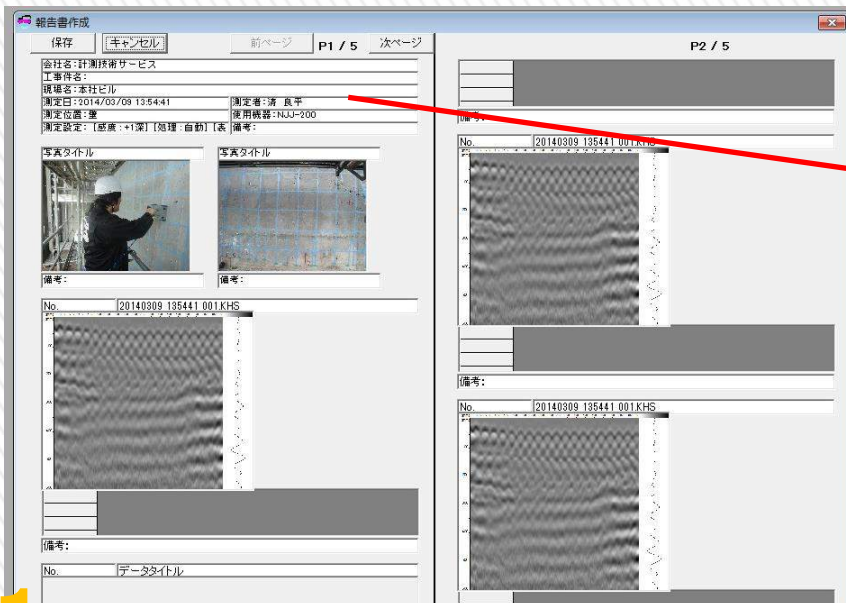 報告書作成
保存 キャンセル 前ページ P1 / 5 次ページ P2 / 5
会社名:計測技術サービス
工事件名:
現場名:本社ビル
測定日:2014/03/09 13:54:41 測定者:濤 良平
測定位置:壁 使用機器:NJJ-200
測定設定:[感度:+1深] [処理:自動] [表 備考:
写真タイトル 写真タイトル
備考: 備考:
No. 20140309 135441 001.KHS
備考:
No. データタイトル
備考:
No. 20140309 135441 001.KHS
備考:
No. 20140309 135441 001.KHS
1